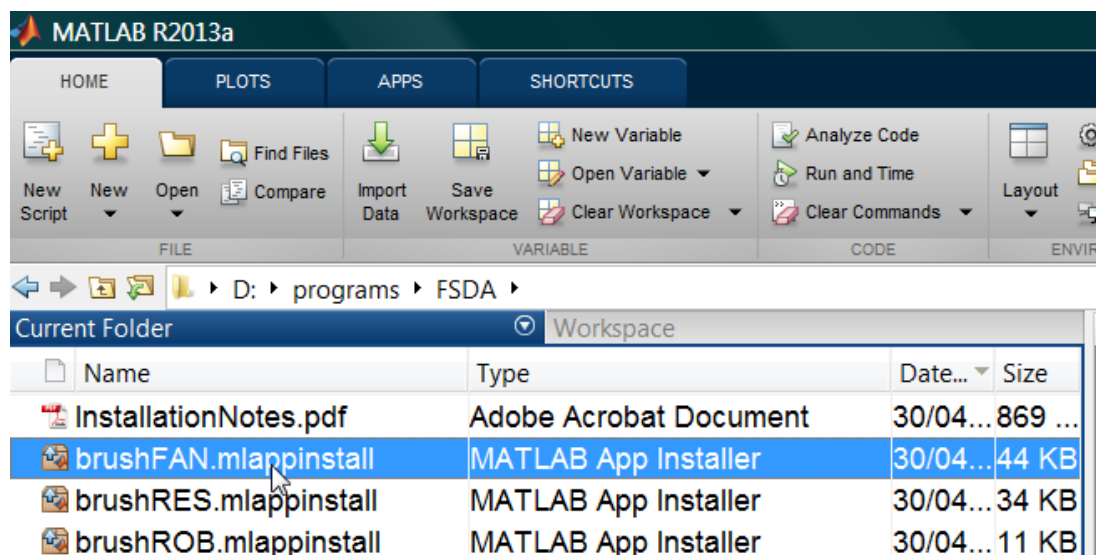 MATLAB R2013a
HOME PLOTS APPS SHORTCUTS
New Script
New
Open
Find Files
Compare
Import Data
Save Workspace
New Variable
Open Variable
Clear Workspace
Analyze Code
Run and Time
Clear Commands
Layout
FILE VARIABLE CODE ENVIR
D: programs FSDA
Current Folder Workspace
Name Type Date... Size
InstallationNotes.pdf Adobe Acrobat Document 30/04... 869 ...
brushFAN.mlappinstall MATLAB App Installer 30/04... 44 KB
brushRES.mlappinstall MATLAB App Installer 30/04... 34 KB
brushROB.mlappinstall MATLAB App Installer 30/04... 11 KB